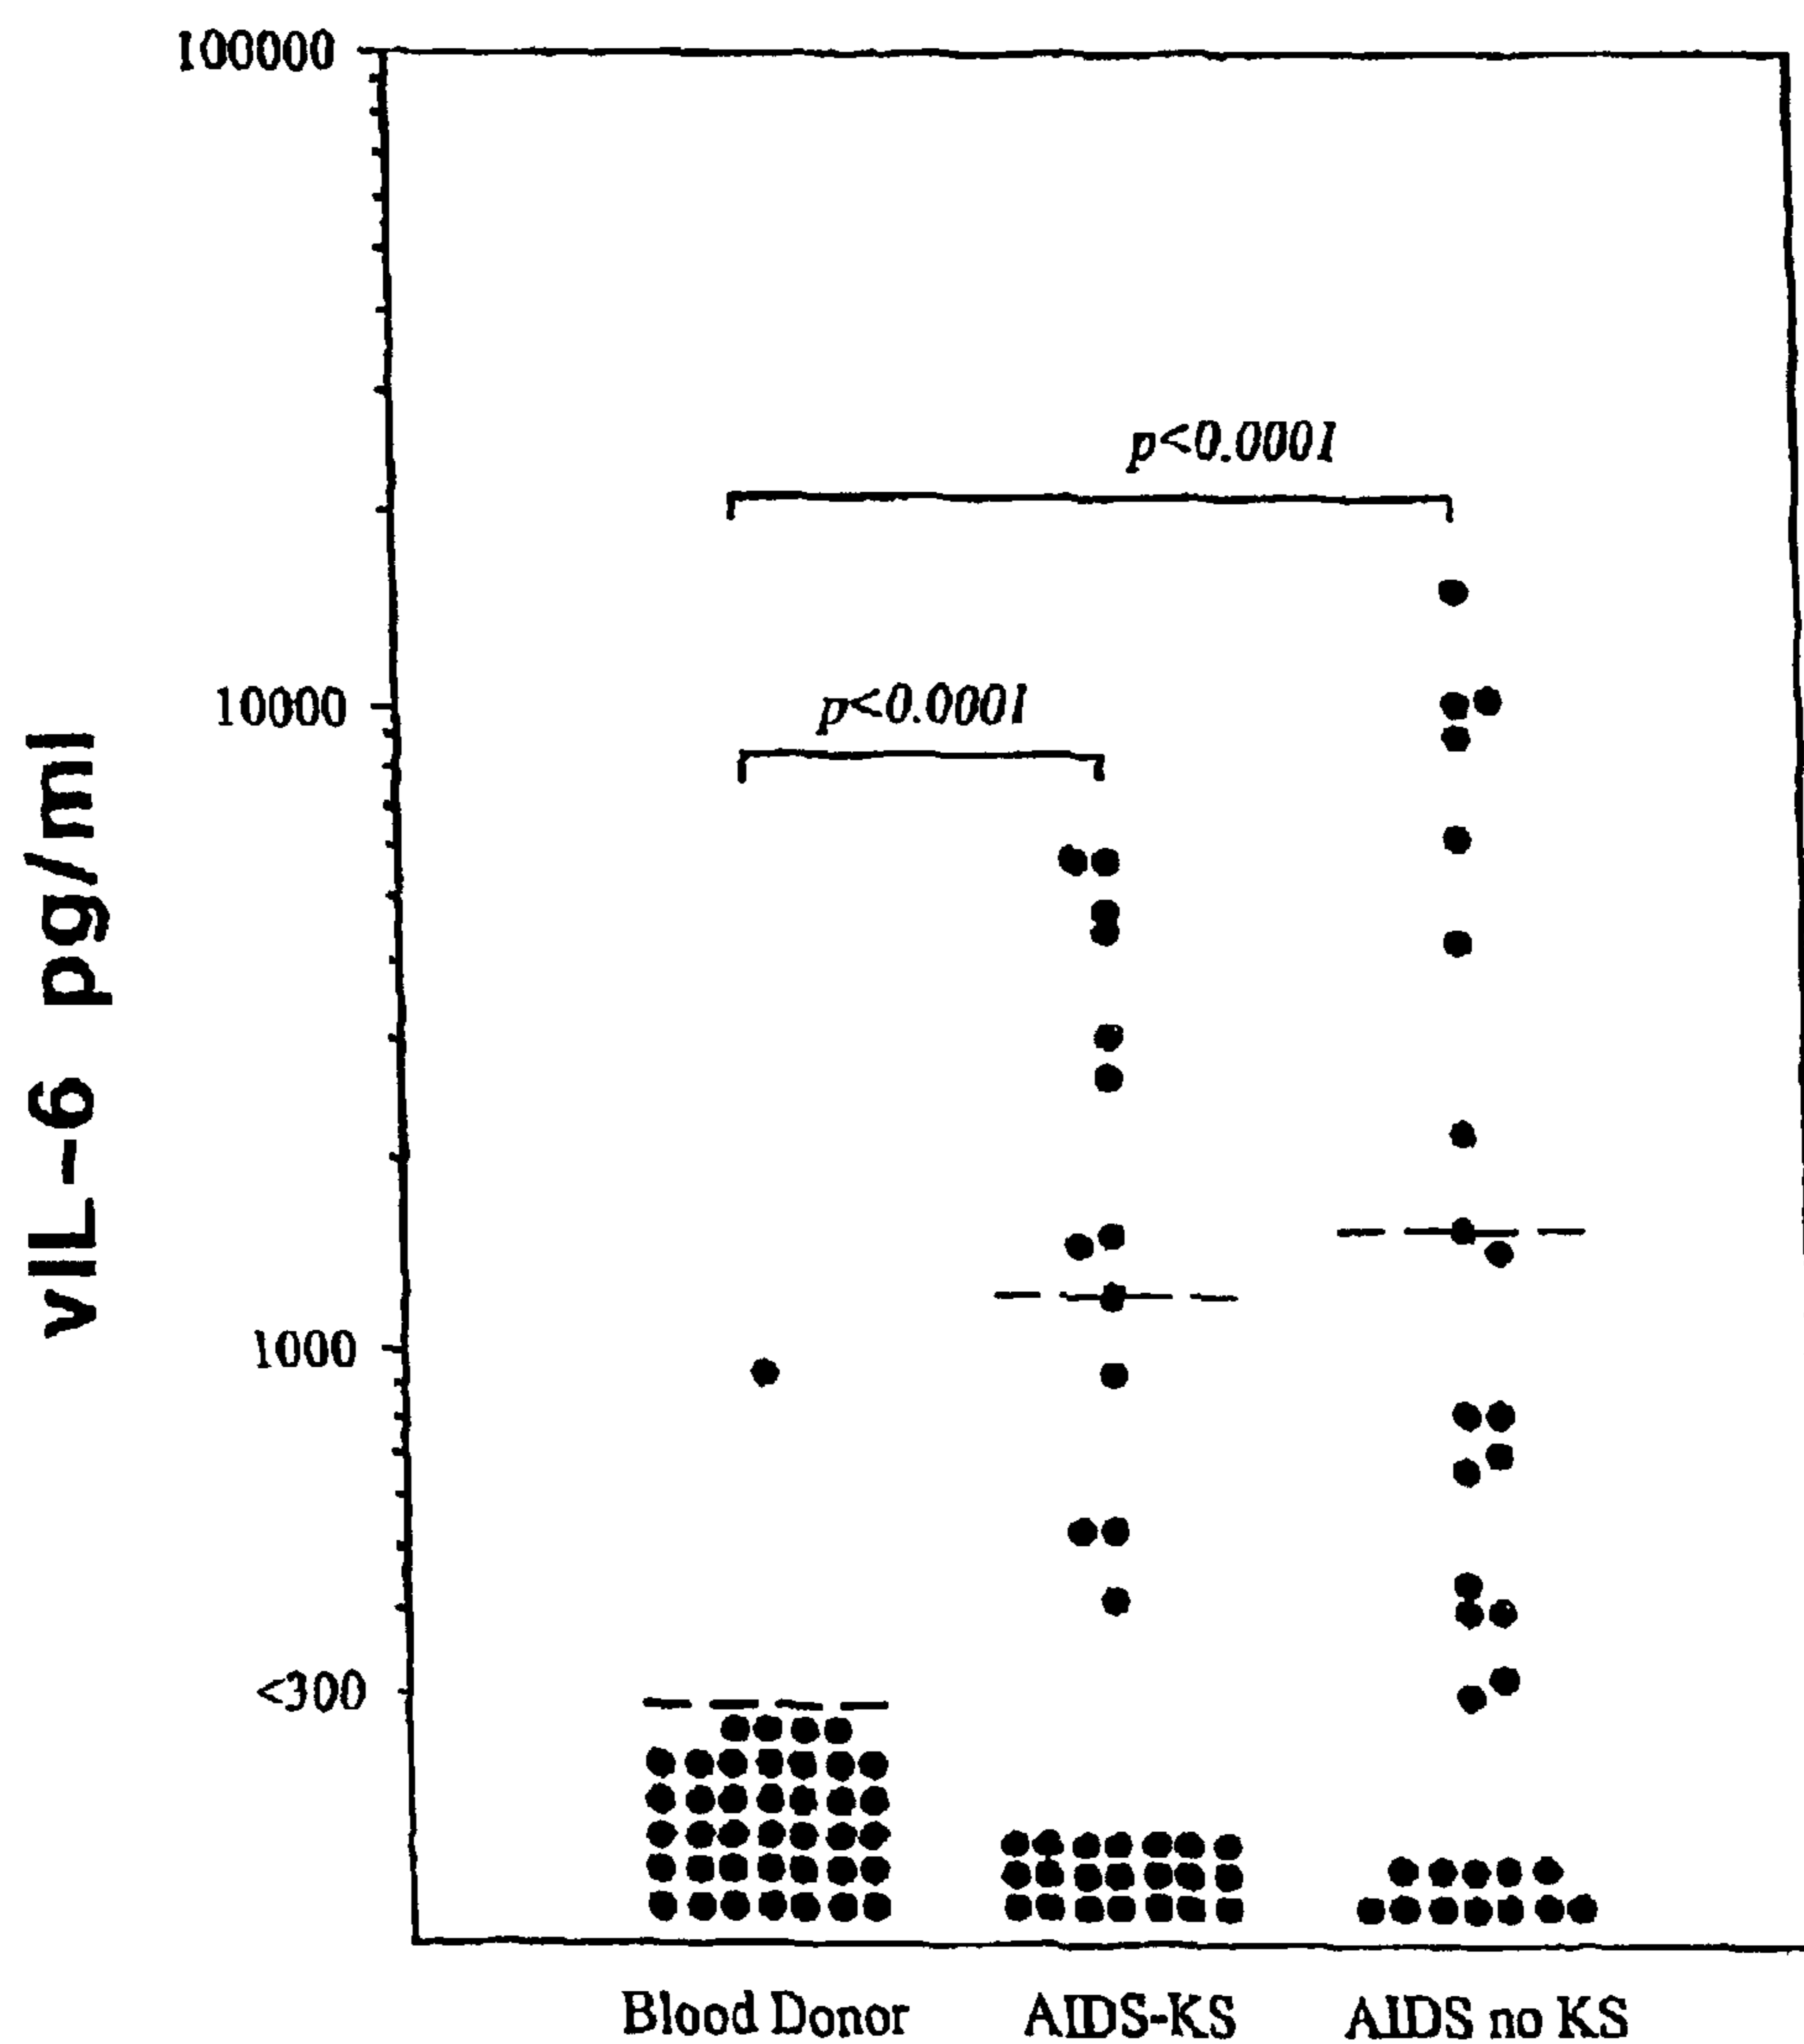 100000
p<0.0001
10000
p<0.0001
vIL-6 pg/ml
1000
<300
Blood Donor
AIDS-KS
AIDS no KS